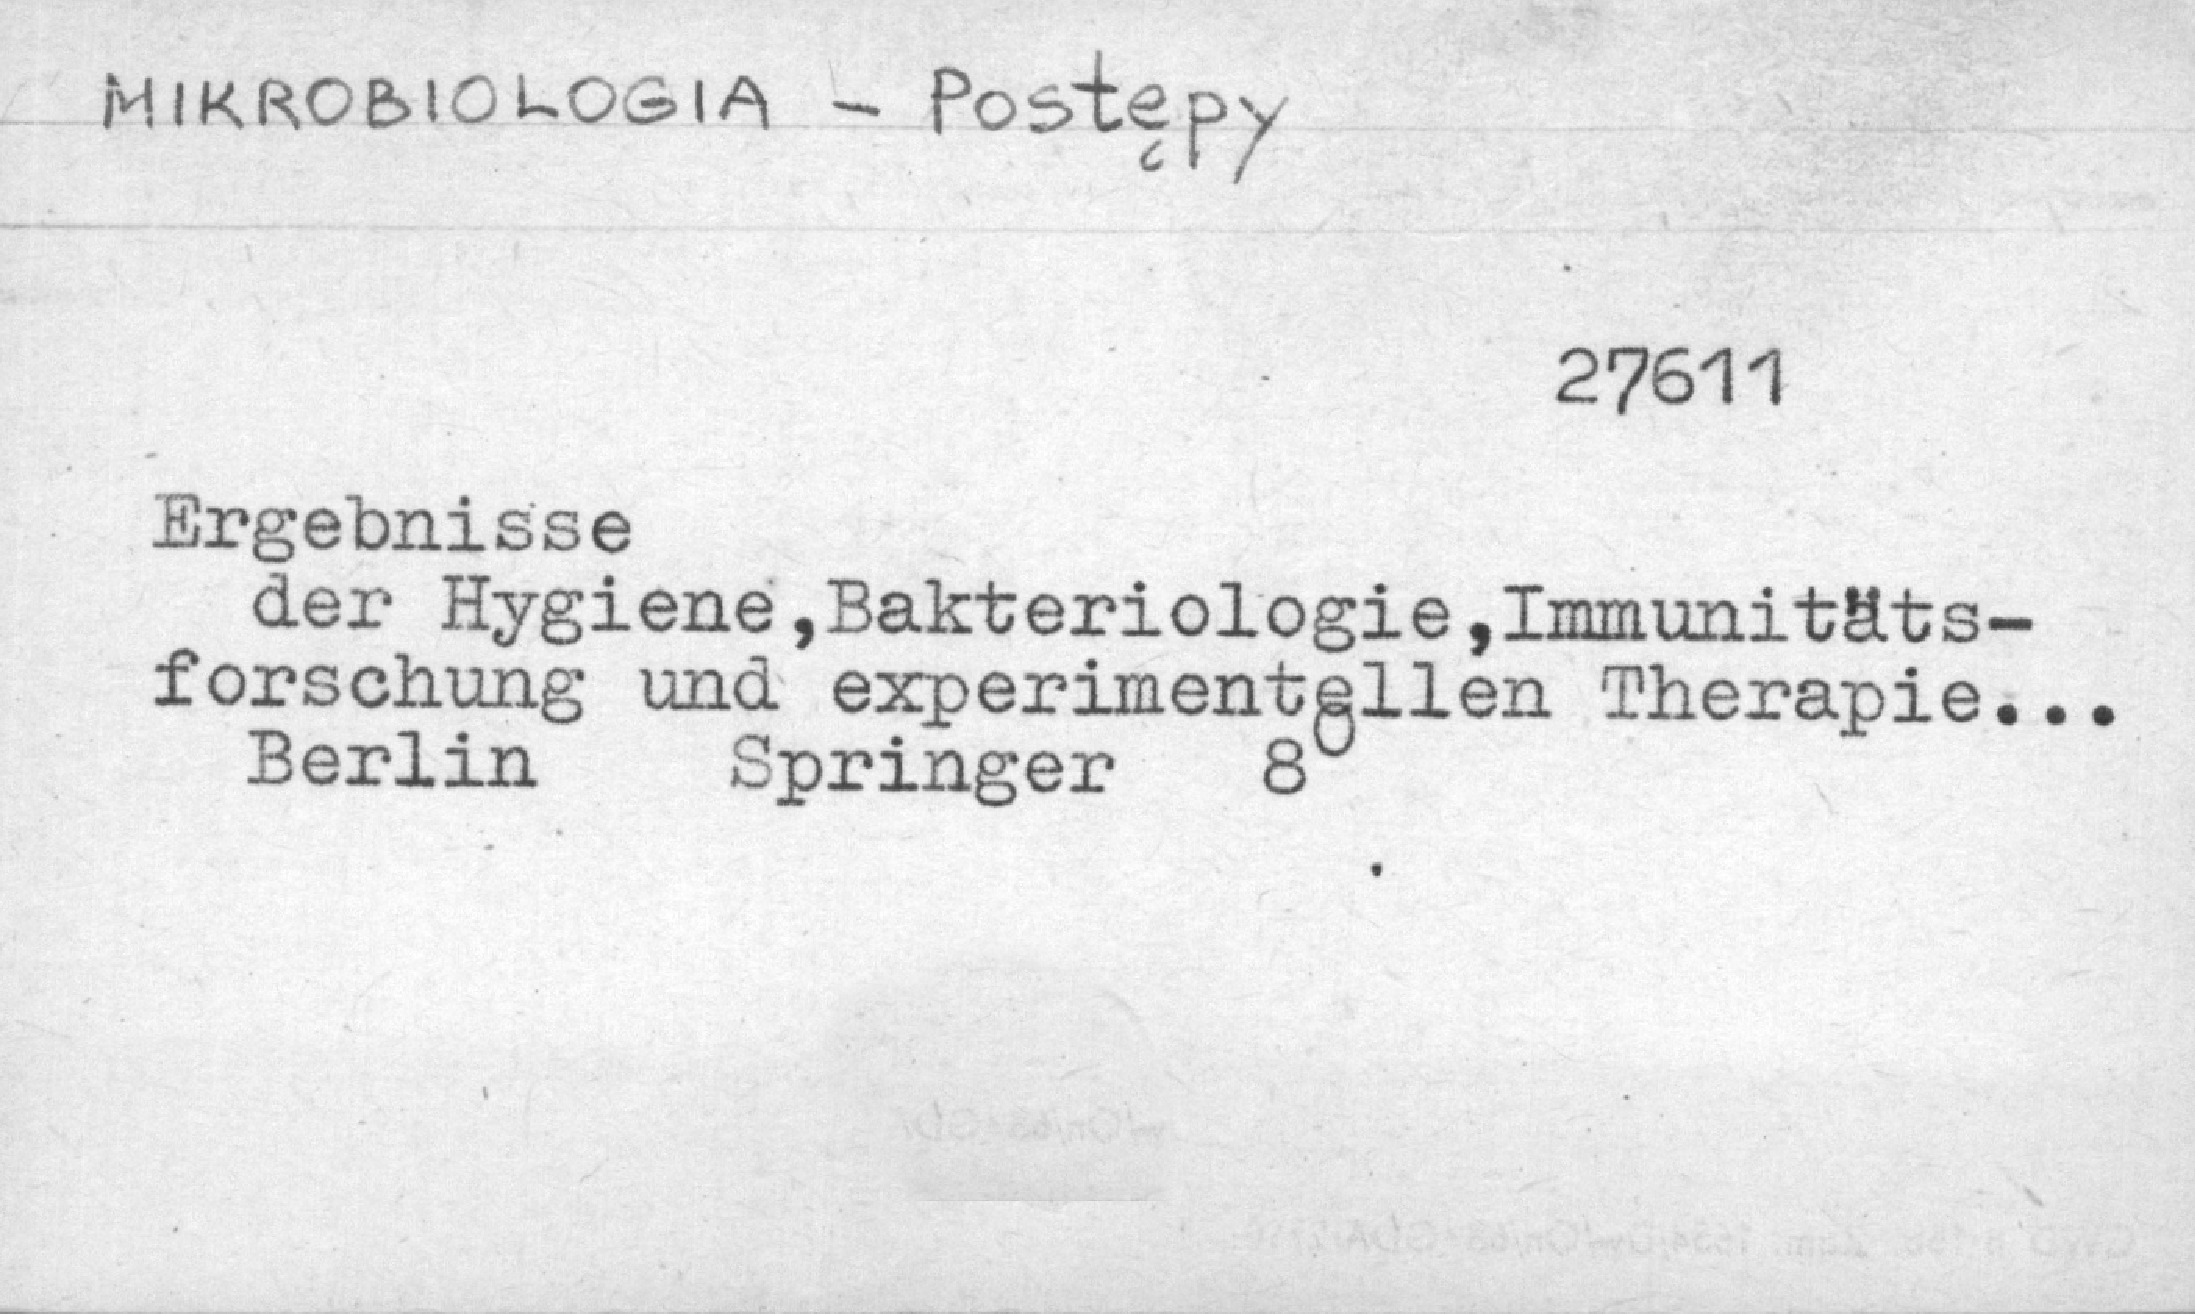 MIKROBIOLOGIA - Postępy
27611
Ergebnisse
der Hygiene,Bakteriologie,Immunitäts-
forschung und experimentellen Therapie...
Berlin Springer 8⁰